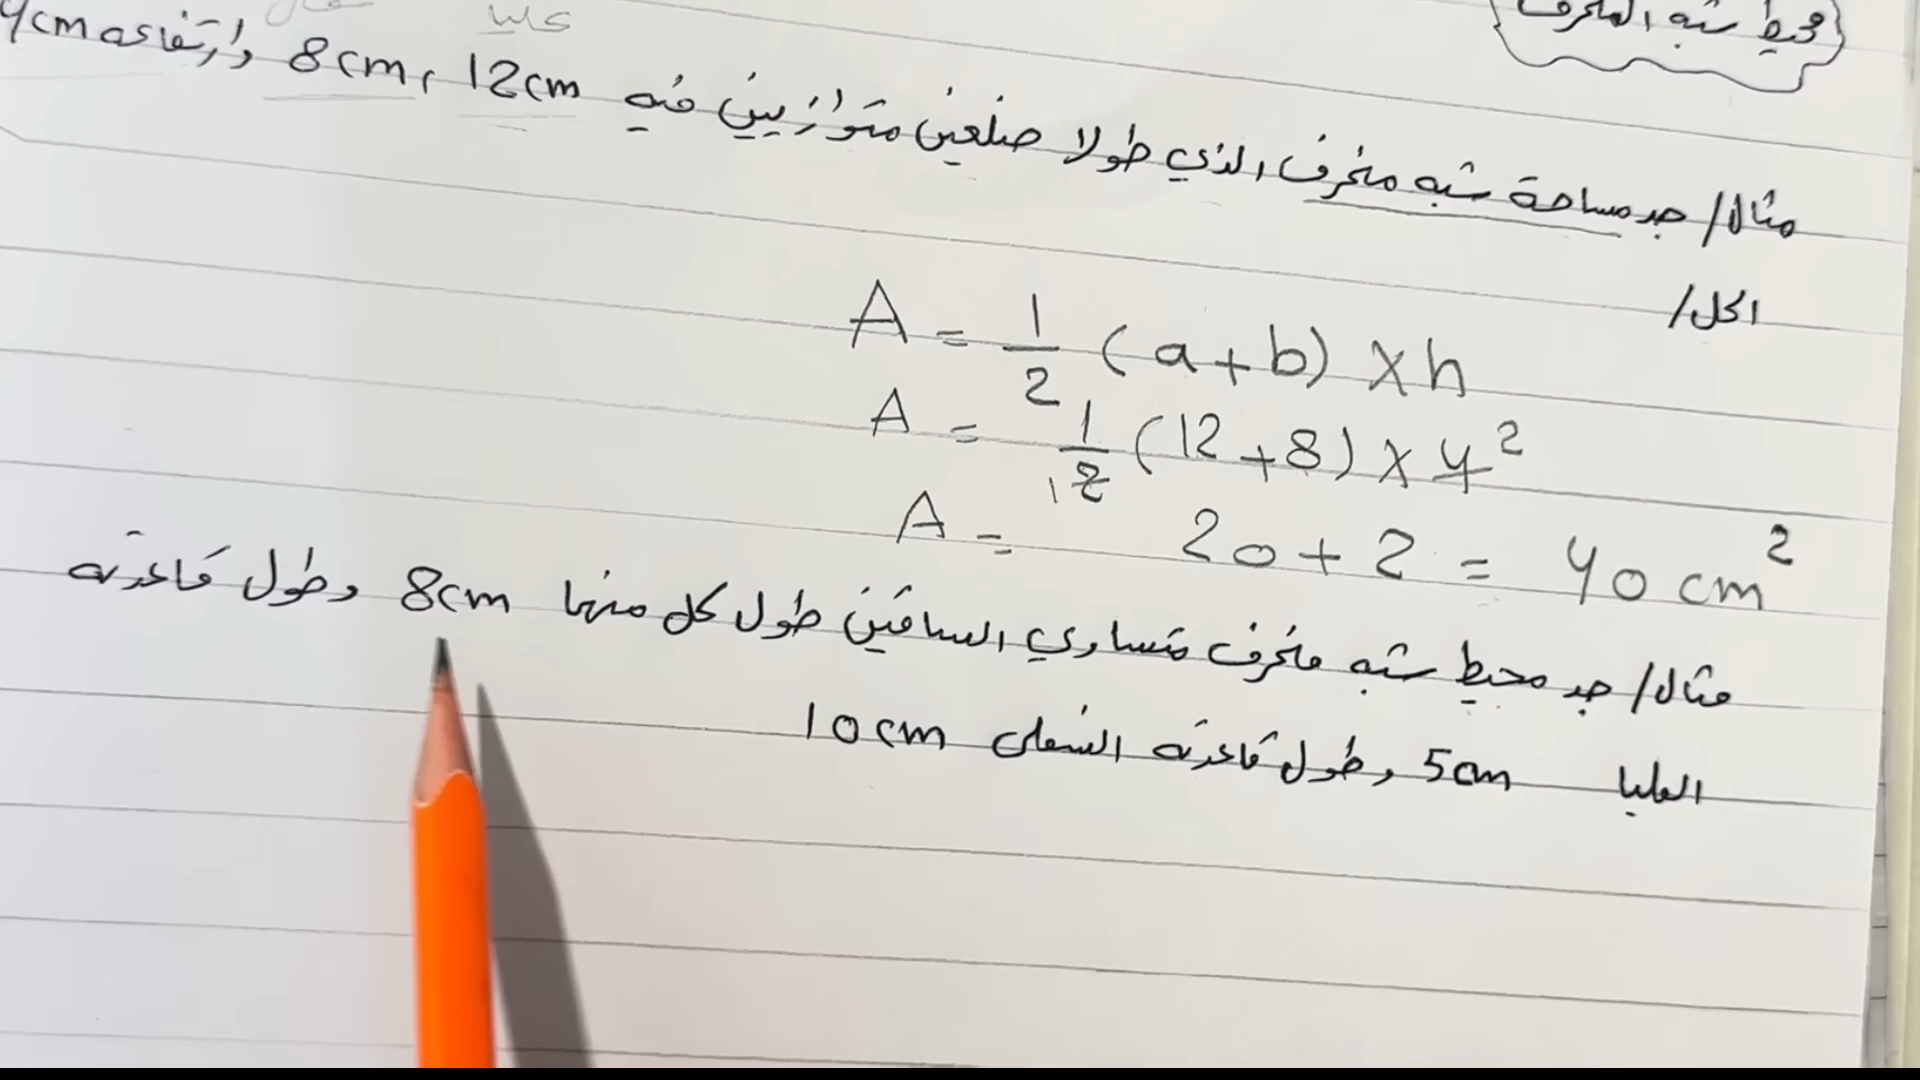 محيط شبه المنحرف
عليا
مثال/ جد مساحة شبه منحرف الذي طولا ضلعين متوازيين فيه 8cm، 12cm وارتفاعه 4cm
الحل/
A = 1/2 (a+b) × h
A = 1/2 (12+8) × 4 2
1
A = 20 + 2 = 40 cm²
مثال/ جد محيط شبه منحرف متساوي الساقين طول كل منهما 8cm وطول قاعدته
العليا 5cm وطول قاعدته السفلى 10cm